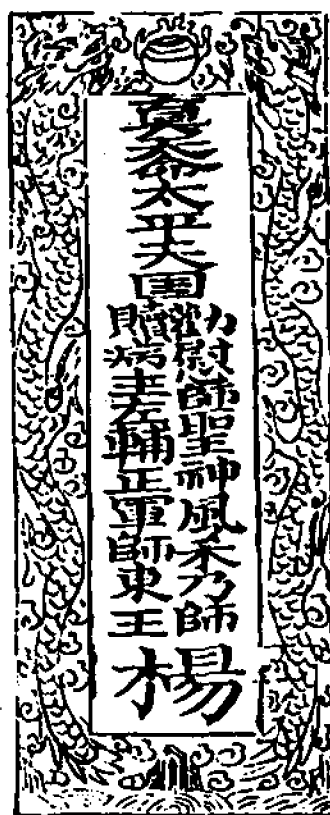 真命太平天囯
勸慰師聖神風禾乃師
贖病主左輔正軍師東王
楊